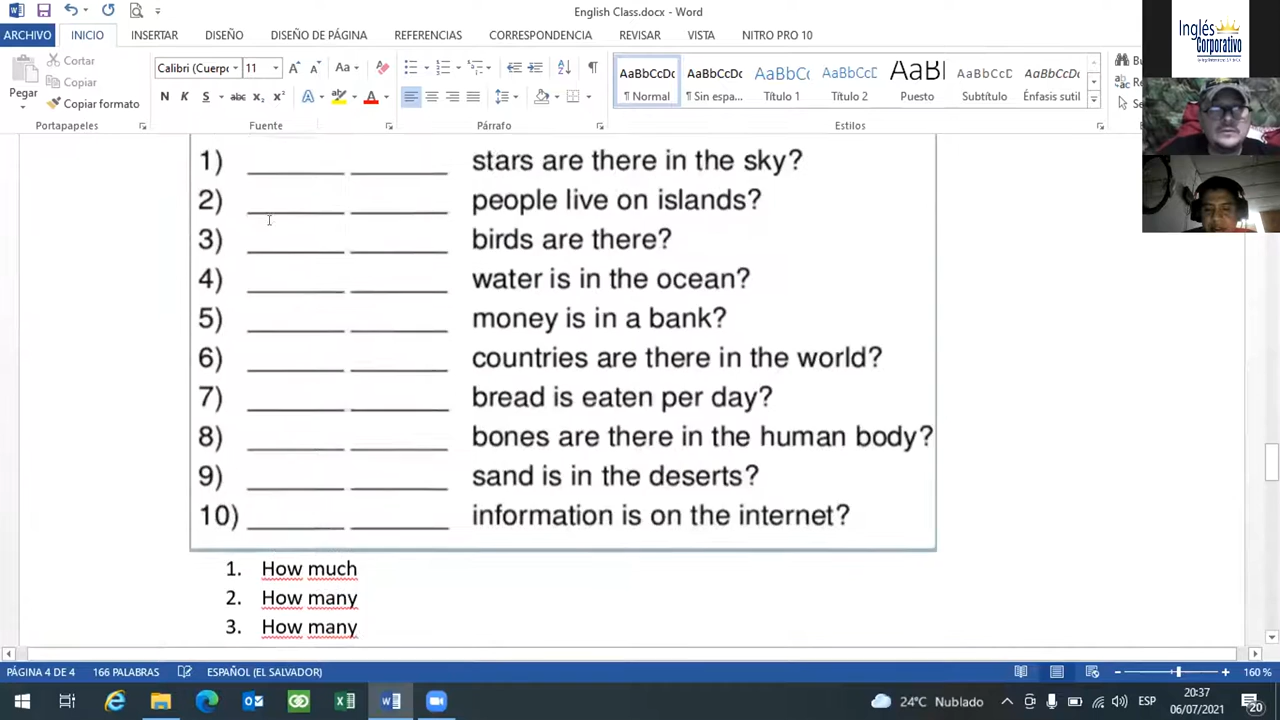 English Class.docx - Word
ARCHIVO INICIO INSERTAR DISEÑO DISEÑO DE PÁGINA REFERENCIAS CORRESPONDENCIA REVISAR VISTA NITRO PRO 10
Pegar
Cortar
Copiar
Copiar formato
Portapapeles
Calibri (Cuerpo 11
Fuente
Párrafo
AaBbCcDc AaBbCcDc AaBbC AaBbCc AaB AaBbCcD AaBbCcDc
¶ Normal ¶ Sin espa... Título 1 Título 2 Puesto Subtítulo Énfasis sutil
Estilos
Inglés
Corporativo
1) ______ ______ stars are there in the sky?
2) ______ ______ people live on islands?
3) ______ ______ birds are there?
4) ______ ______ water is in the ocean?
5) ______ ______ money is in a bank?
6) ______ ______ countries are there in the world?
7) ______ ______ bread is eaten per day?
8) ______ ______ bones are there in the human body?
9) ______ ______ sand is in the deserts?
10) ______ ______ information is on the internet?
1. How much
2. How many
3. How many
PÁGINA 4 DE 4 166 PALABRAS ESPAÑOL (EL SALVADOR) 160 %
24°C Nublado ESP 20:37
06/07/2021 20